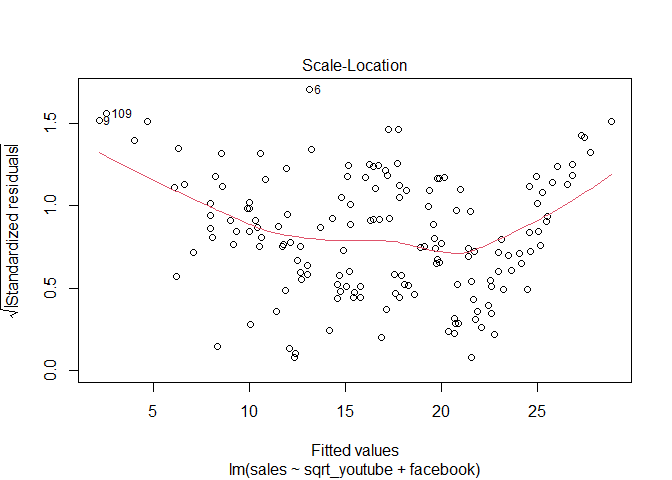 Scale-Location
6
109
9
√|Standardized residuals|
0.0 0.5 1.0 1.5
5 10 15 20 25
Fitted values
lm(sales ~ sqrt_youtube + facebook)